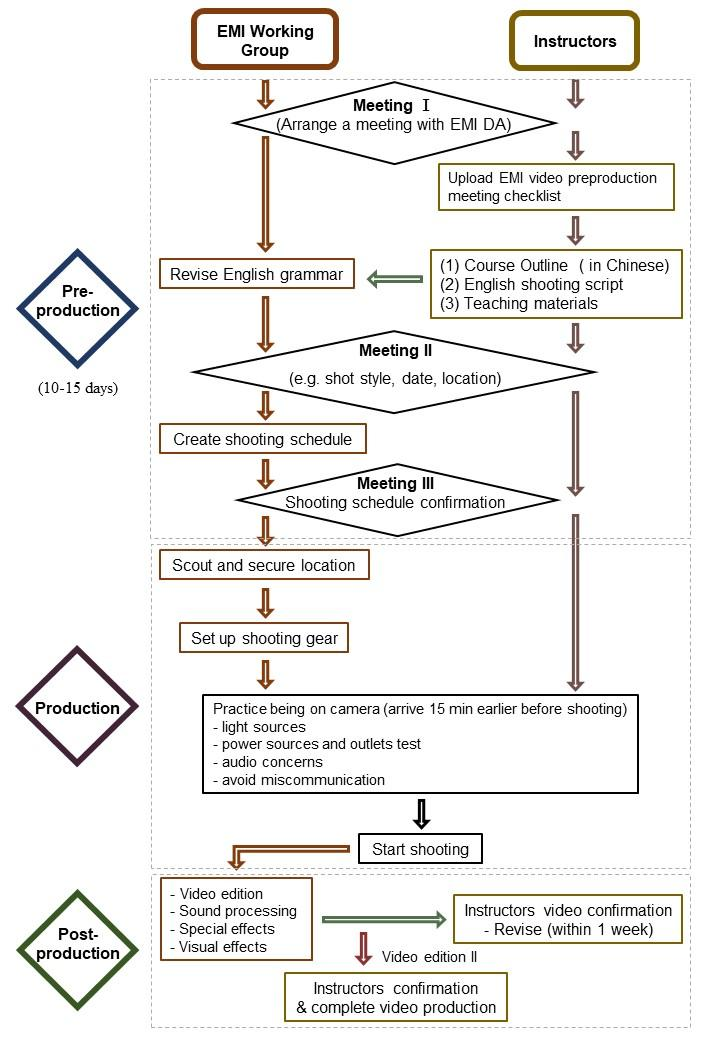 EMI Working
Group
Instructors
Meeting I
(Arrange a meeting with EMI DA)
Upload EMI video preproduction
meeting checklist
Revise English grammar
(1) Course Outline ( in Chinese)
(2) English shooting script
(3) Teaching materials
Pre-
production
(10-15 days)
Meeting II
(e.g. shot style, date, location)
Create shooting schedule
Meeting III
Shooting schedule confirmation
Scout and secure location
Set up shooting gear
Production
Practice being on camera (arrive 15 min earlier before shooting)
- light sources
- power sources and outlets test
- audio concerns
- avoid miscommunication
Start shooting
Post-
production
- Video edition
- Sound processing
- Special effects
- Visual effects
Instructors video confirmation
- Revise (within 1 week)
Video edition II
Instructors confirmation
& complete video production